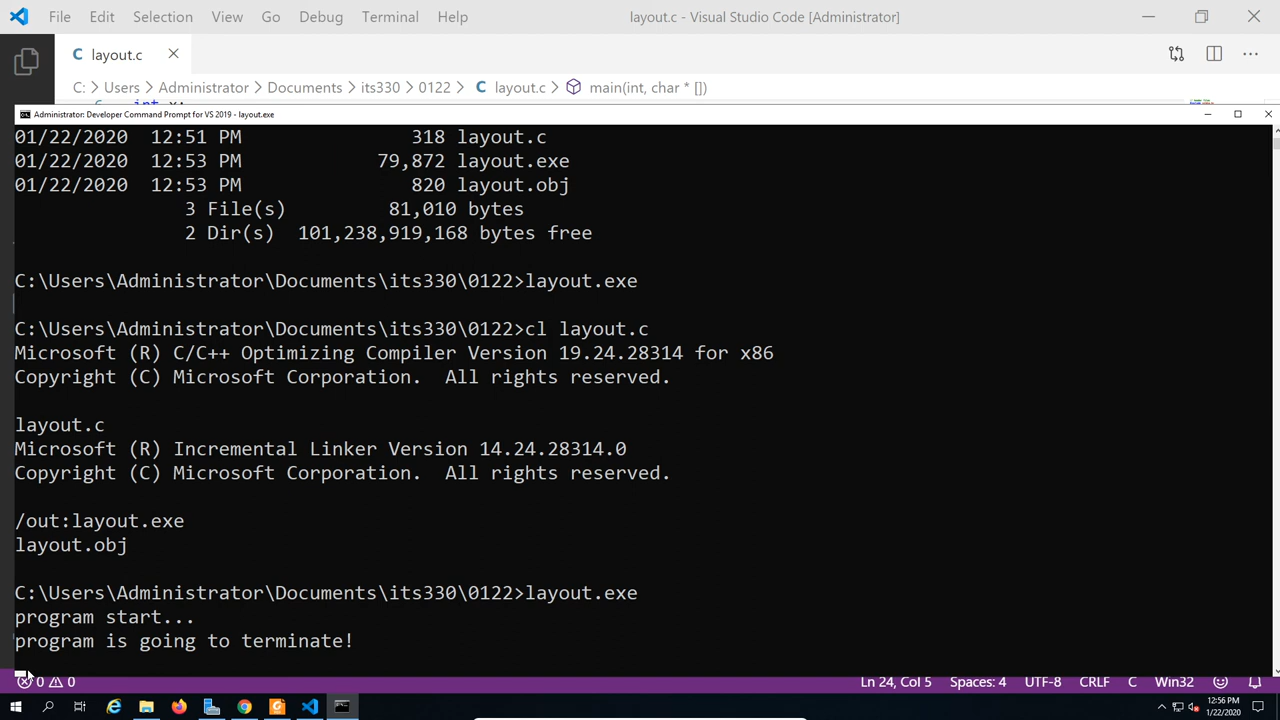 File Edit Selection View Go Debug Terminal Help layout.c - Visual Studio Code [Administrator]
C layout.c
C: > Users > Administrator > Documents > its330 > 0122 > C layout.c > main(int, char * [])
Administrator: Developer Command Prompt for VS 2019 - layout.exe
01/22/2020 12:51 PM 318 layout.c
01/22/2020 12:53 PM 79,872 layout.exe
01/22/2020 12:53 PM 820 layout.obj
3 File(s) 81,010 bytes
2 Dir(s) 101,238,919,168 bytes free
C:\Users\Administrator\Documents\its330\0122>layout.exe
C:\Users\Administrator\Documents\its330\0122>cl layout.c
Microsoft (R) C/C++ Optimizing Compiler Version 19.24.28314 for x86
Copyright (C) Microsoft Corporation. All rights reserved.
layout.c
Microsoft (R) Incremental Linker Version 14.24.28314.0
Copyright (C) Microsoft Corporation. All rights reserved.
/out:layout.exe
layout.obj
C:\Users\Administrator\Documents\its330\0122>layout.exe
program start...
program is going to terminate!
0 0 Ln 24, Col 5 Spaces: 4 UTF-8 CRLF C Win32
12:56 PM
1/22/2020